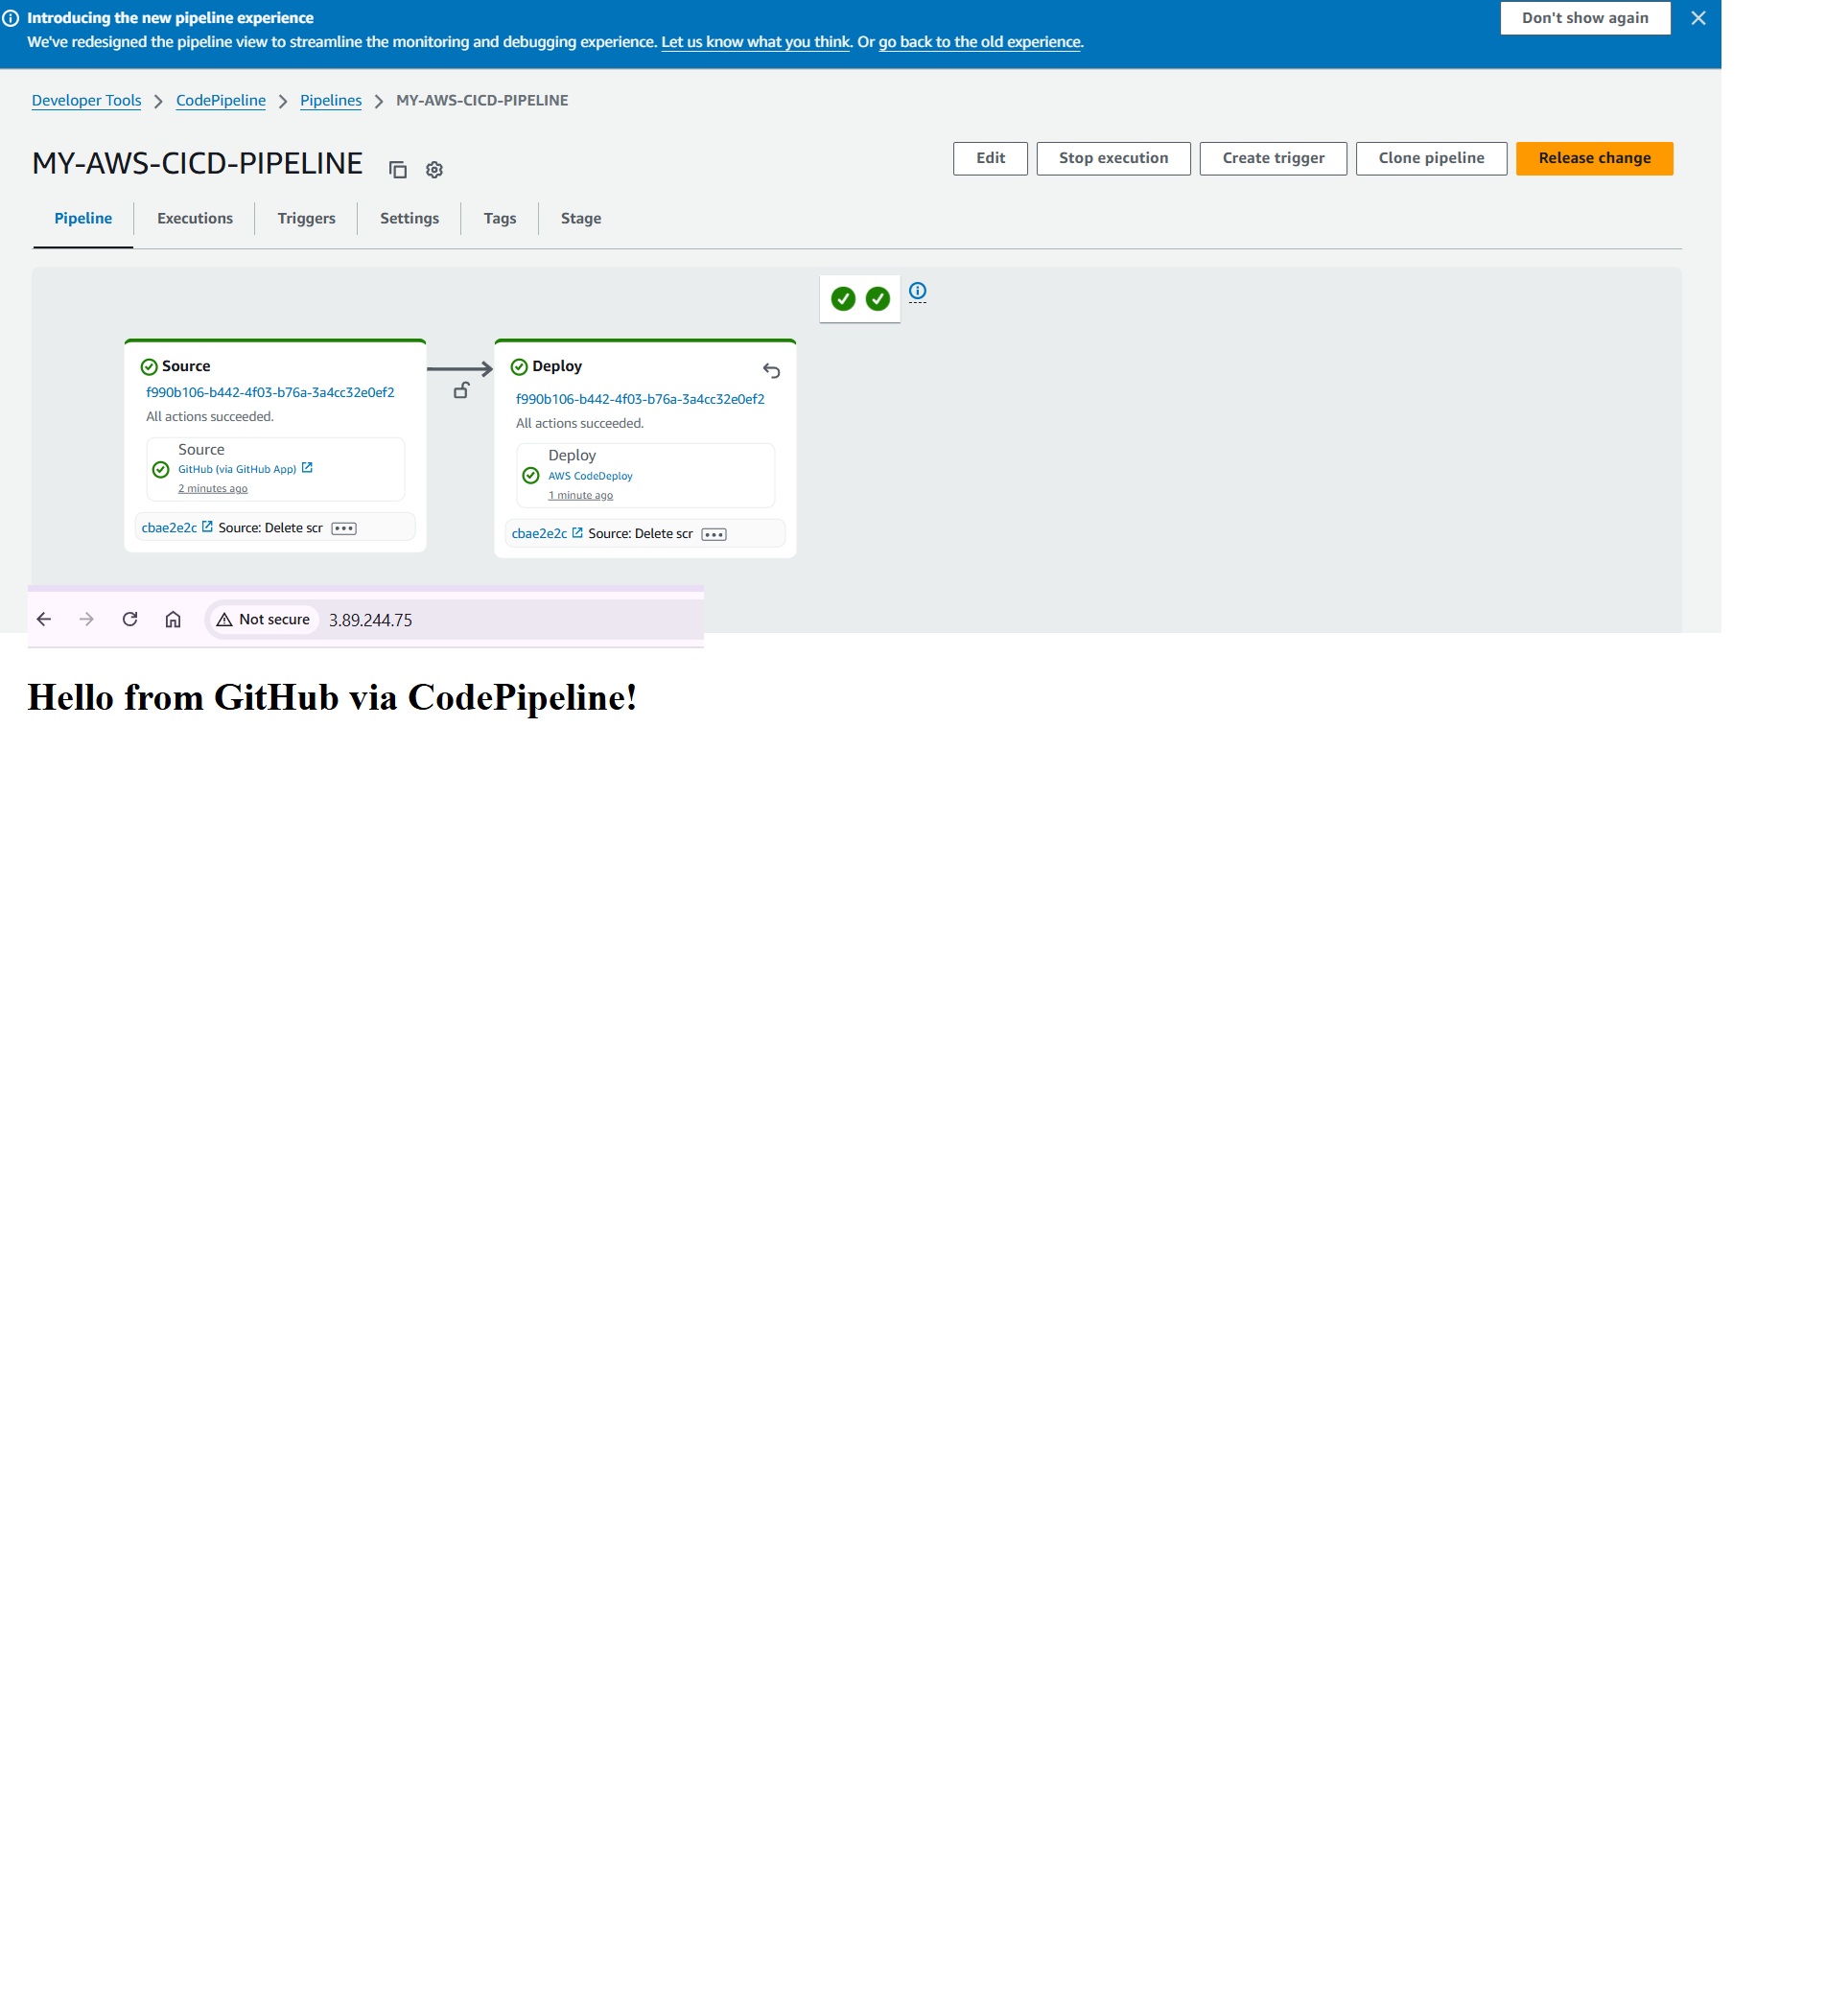 Introducing the new pipeline experience
Don't show again
We've redesigned the pipeline view to streamline the monitoring and debugging experience. Let us know what you think. Or go back to the old experience.
Developer Tools > CodePipeline > Pipelines > MY-AWS-CICD-PIPELINE
MY-AWS-CICD-PIPELINE
Edit Stop execution Create trigger Clone pipeline Release change
Pipeline Executions Triggers Settings Tags Stage
Source
f990b106-b442-4f03-b76a-3a4cc32e0ef2
All actions succeeded.
Source
GitHub (via GitHub App)
2 minutes ago
cbae2e2c Source: Delete scr
Deploy
f990b106-b442-4f03-b76a-3a4cc32e0ef2
All actions succeeded.
Deploy
AWS CodeDeploy
1 minute ago
cbae2e2c Source: Delete scr
Not secure 3.89.244.75
Hello from GitHub via CodePipeline!